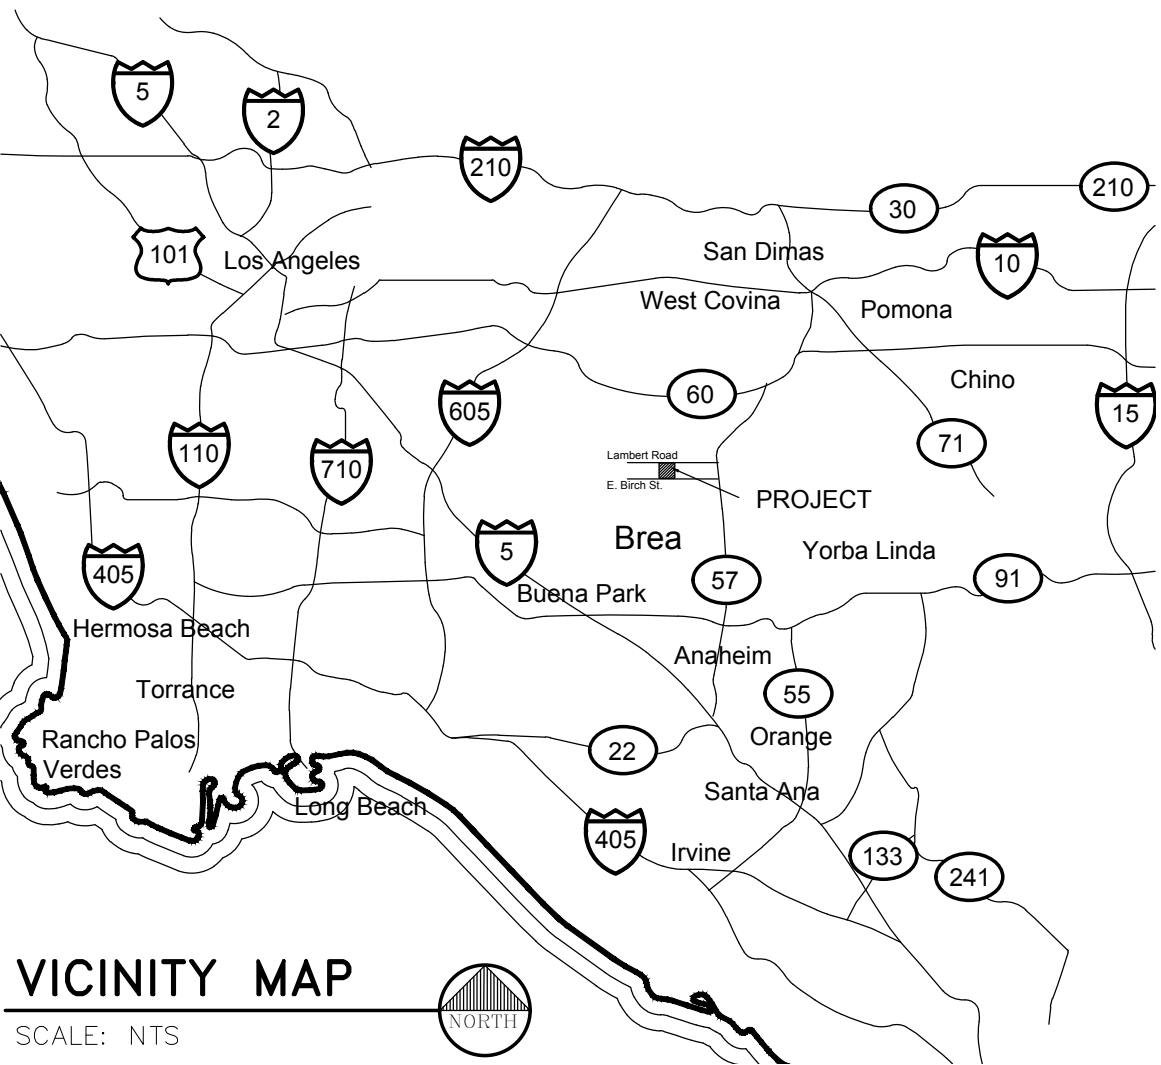 5
2
210
210
30
101
Los Angeles
San Dimas
10
West Covina
Pomona
Chino
60
605
15
110
710
71
Lambert Road
E. Birch St.
PROJECT
Brea
5
Yorba Linda
405
57
91
Buena Park
Hermosa Beach
Anaheim
Torrance
55
Rancho Palos
Verdes
22
Orange
Santa Ana
Long Beach
405
Irvine
133
241
VICINITY MAP
SCALE: NTS
NORTH